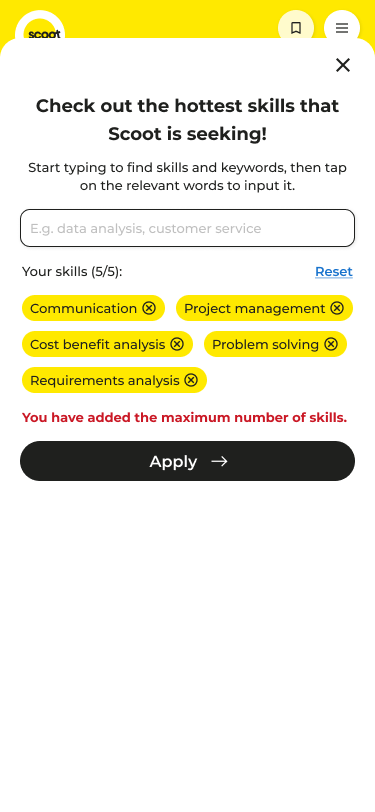 scoot
Check out the hottest skills that
Scoot is seeking!
Start typing to find skills and keywords, then tap
on the relevant words to input it.
E.g. data analysis, customer service
Your skills (5/5): Reset
Communication Project management
Cost benefit analysis Problem solving
Requirements analysis
You have added the maximum number of skills.
Apply